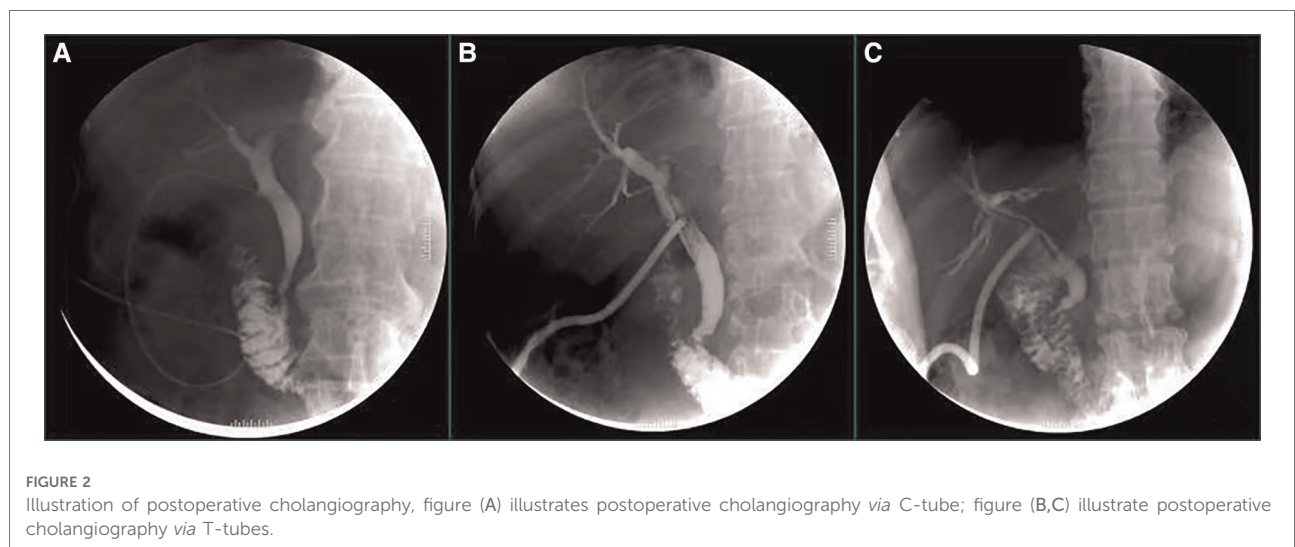 A
B
C
FIGURE 2
Illustration of postoperative cholangiography, figure (A) illustrates postoperative cholangiography via C-tube; figure (B,C) illustrate postoperative
cholangiography via T-tubes.